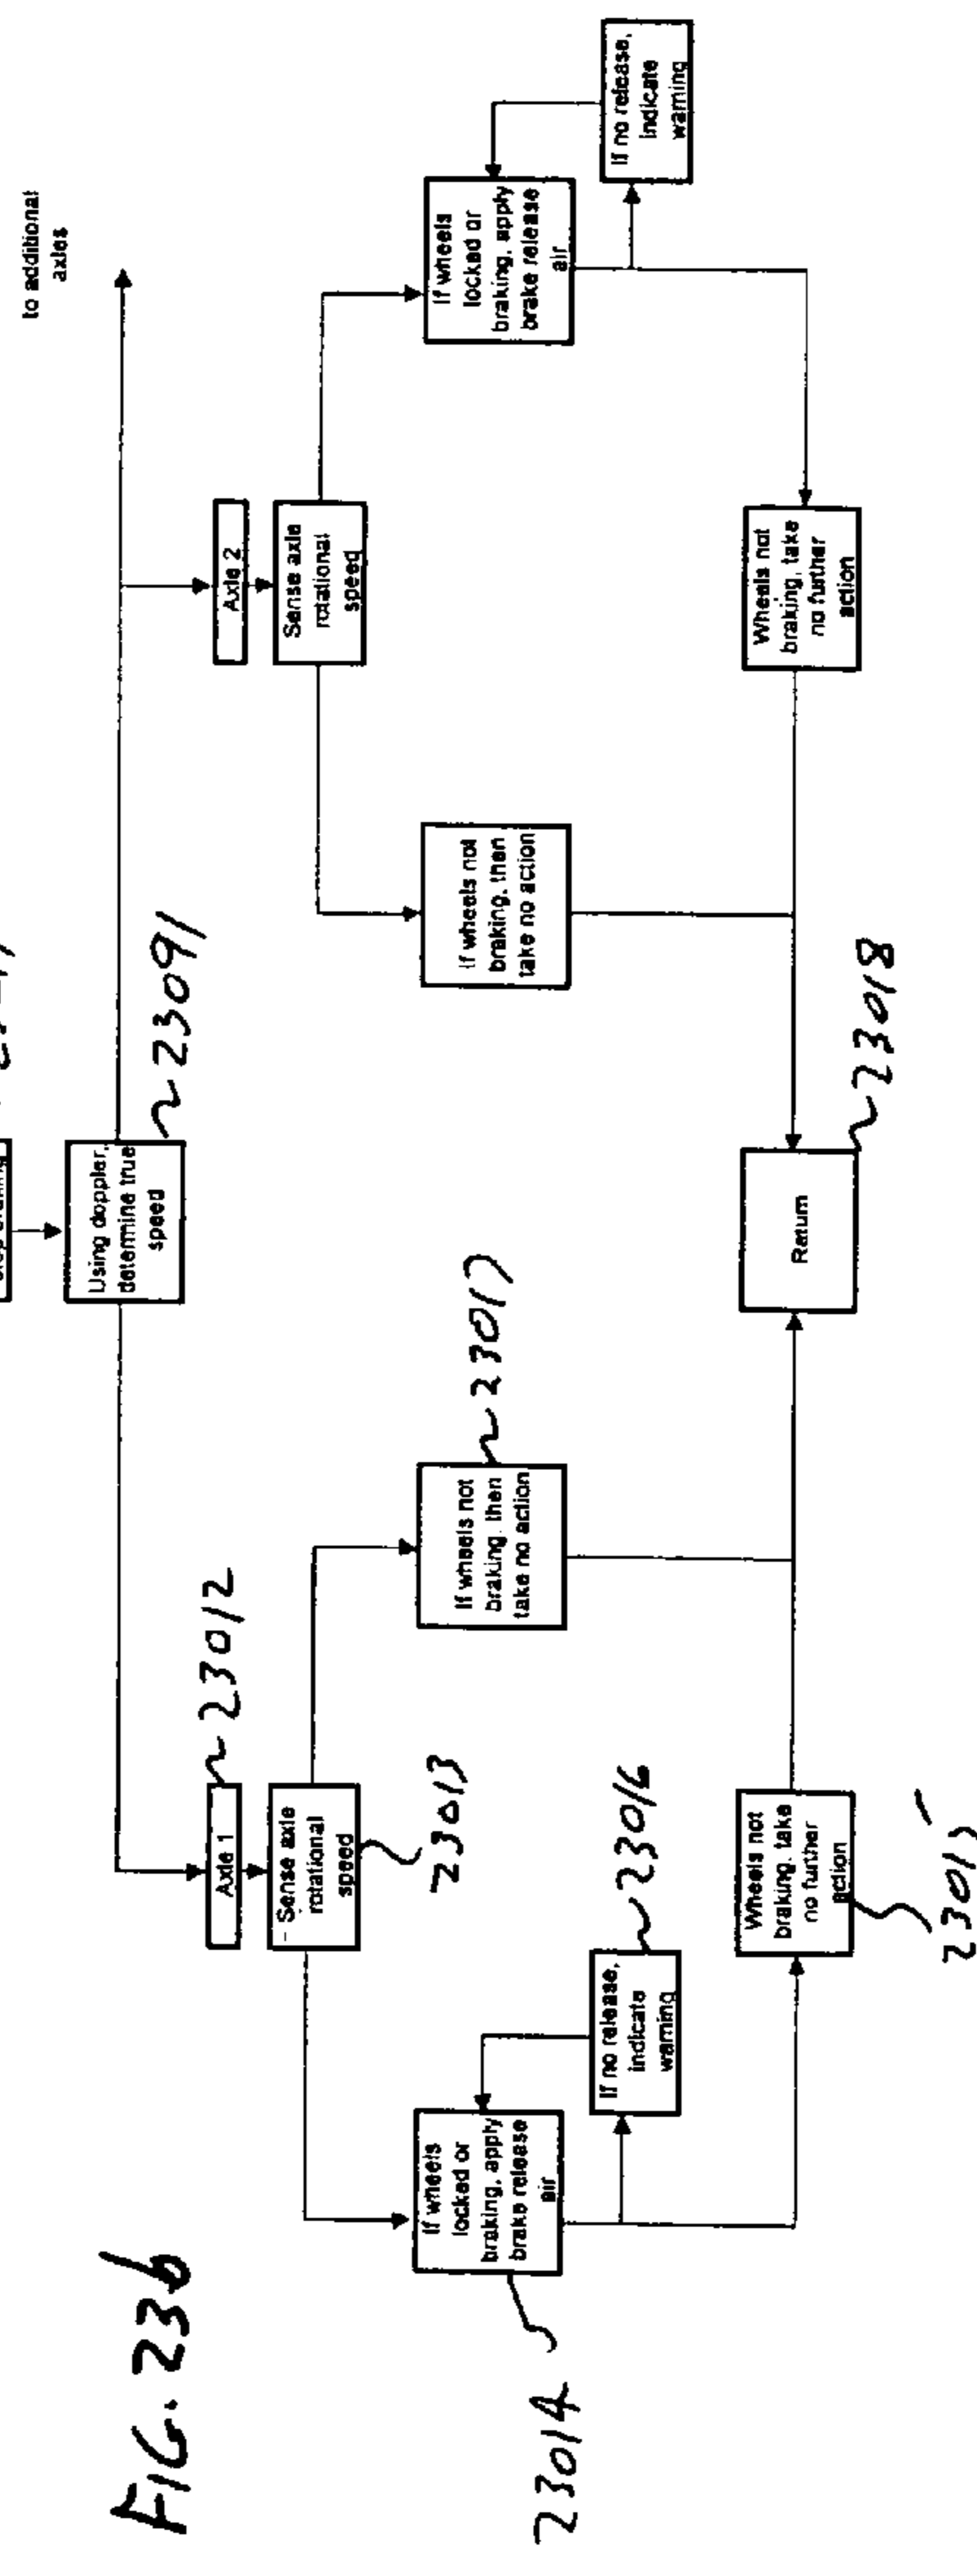 FIG. 23b
Using doppler,
determine true
speed
23091
to additional
axles
Axle 1
23012
Axle 2
Sense axle
rotational
speed
23013
Sense axle
rotational
speed
If wheels
locked or
braking, apply
brake release
air
23014
If wheels not
braking, then
take no action
23017
If wheels not
braking, then
take no action
If wheels
locked or
braking, apply
brake release
air
If no release,
indicate
warning
23016
If no release,
indicate
warning
Wheels not
braking, take
no further
action
23015
Return
23018
Wheels not
braking, take
no further
action